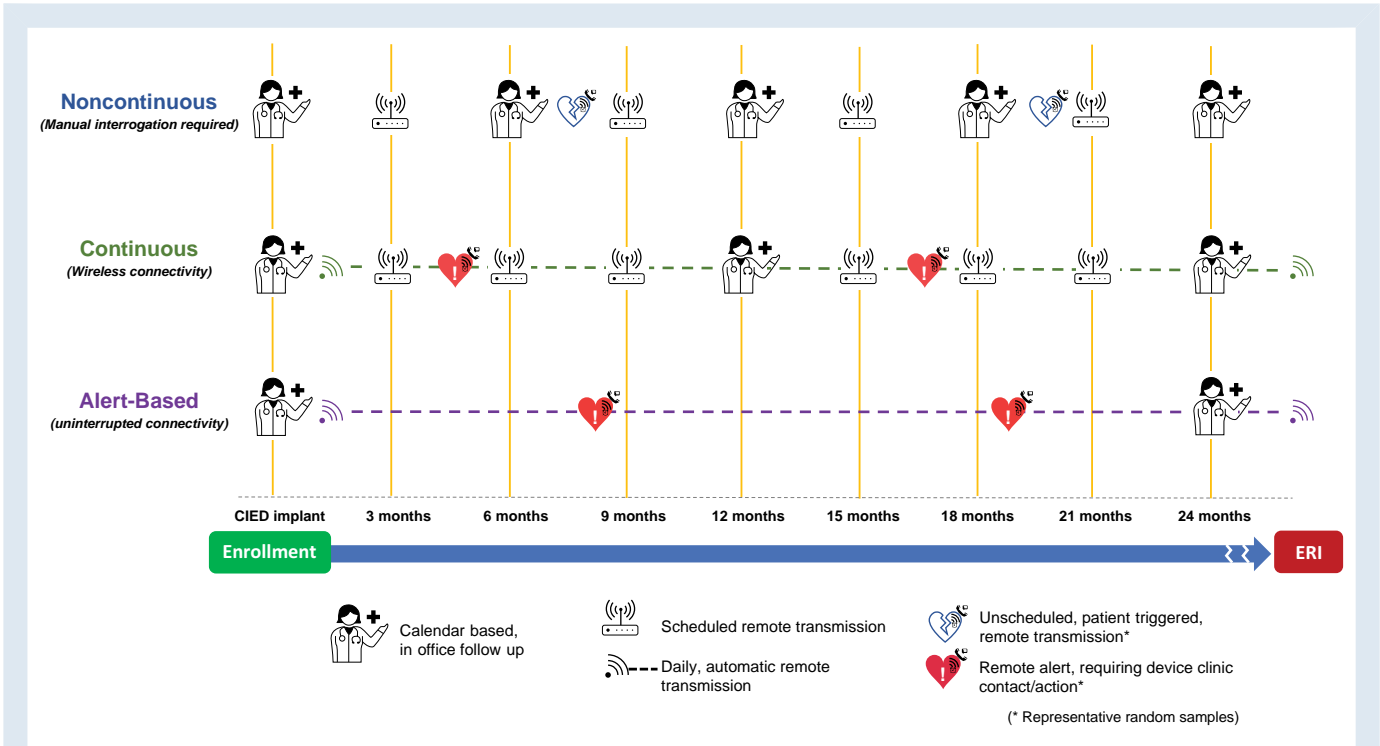 Noncontinuous
(Manual interrogation required)
Continuous
(Wireless connectivity)
Alert-Based
(uninterrupted connectivity)
CIED implant 3 months 6 months 9 months 12 months 15 months 18 months 21 months 24 months
Enrollment ERI
Calendar based,
in office follow up
Scheduled remote transmission
Daily, automatic remote
transmission
Unscheduled, patient triggered,
remote transmission*
Remote alert, requiring device clinic
contact/action*
(* Representative random samples)